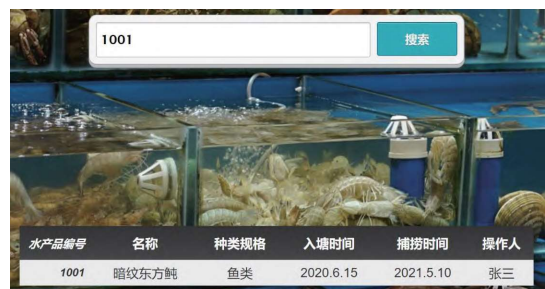 1001 搜索
水产品编号 名称 种类规格 入塘时间 捕捞时间 操作人
1001 暗纹东方鲀 鱼类 2020.6.15 2021.5.10 张三